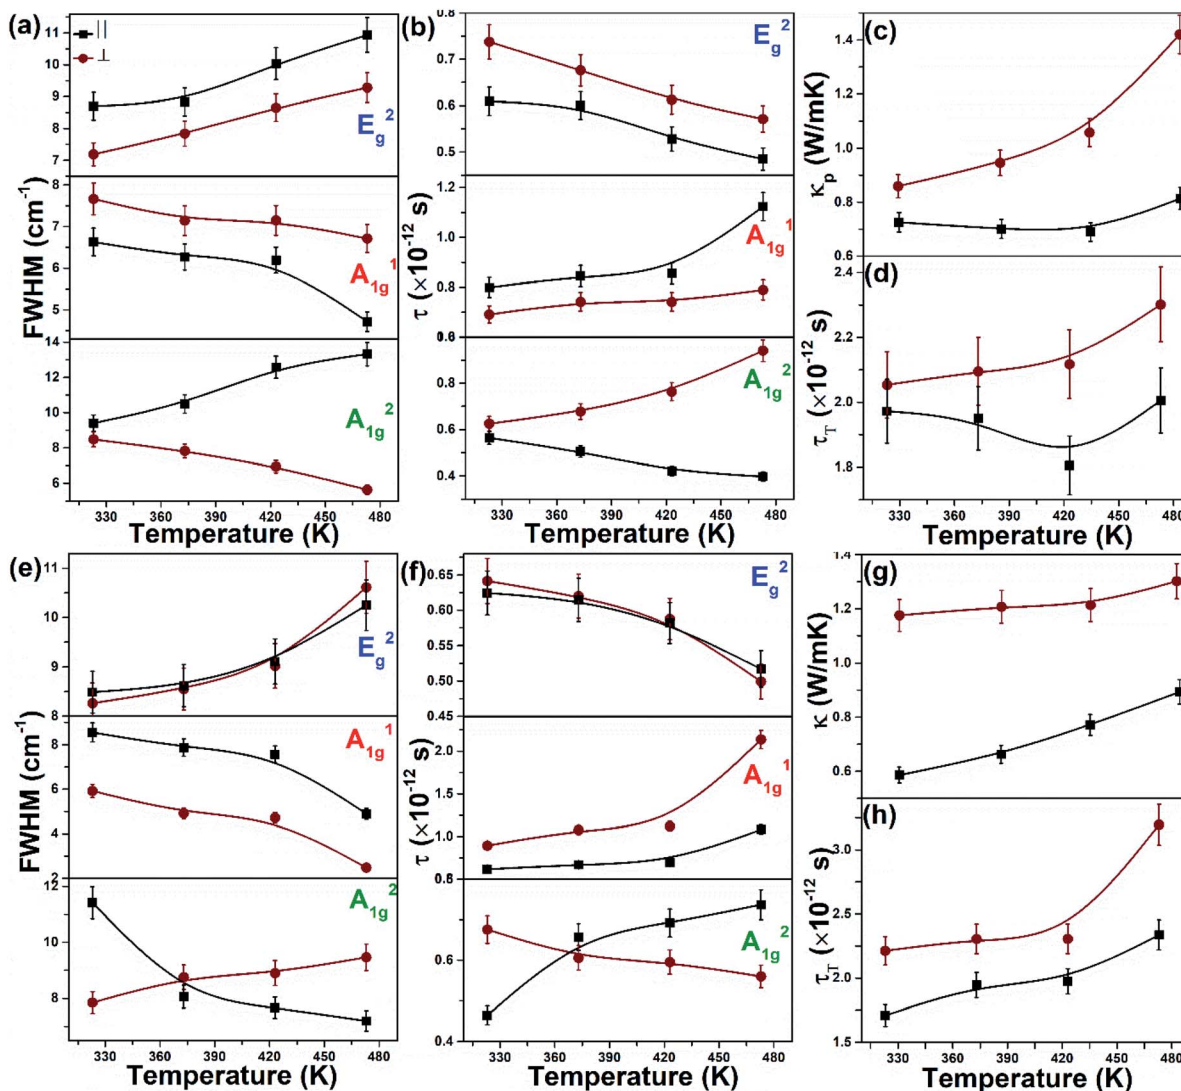 (a)
||
⊥
11
10
9
8
7
E_g^2
8
7
6
5
A_1g^1
14
12
10
8
6
A_1g^2
FWHM (cm^-1)
330 360 390 420 450 480
Temperature (K)
(b)
0.8
0.7
0.6
0.5
E_g^2
1.2
1.0
0.8
0.6
A_1g^1
0.8
0.6
0.4
A_1g^2
τ (×10^-12 s)
330 360 390 420 450 480
Temperature (K)
(c)
1.4
1.2
1.0
0.8
0.7
0.6
κ_p (W/mK)
(d)
2.4
2.2
2.1
2.0
1.8
τ_T (×10^-12 s)
330 360 390 420 450 480
Temperature (K)
(e)
11
10
8
8
E_g^2
8
6
4
2
A_1g^1
12
10
8
A_1g^2
FWHM (cm^-1)
330 360 390 420 450 480
Temperature (K)
(f)
0.65
0.60
0.55
0.50
0.45
E_g^2
2.0
1.5
1.0
0.8
A_1g^1
0.6
0.4
A_1g^2
τ (×10^-12 s)
330 360 390 420 450 480
Temperature (K)
(g)
1.4
1.2
1.0
0.8
0.6
κ (W/mK)
(h)
3.0
2.5
2.0
1.5
τ_T (×10^-12 s)
330 360 390 420 450 480
Temperature (K)